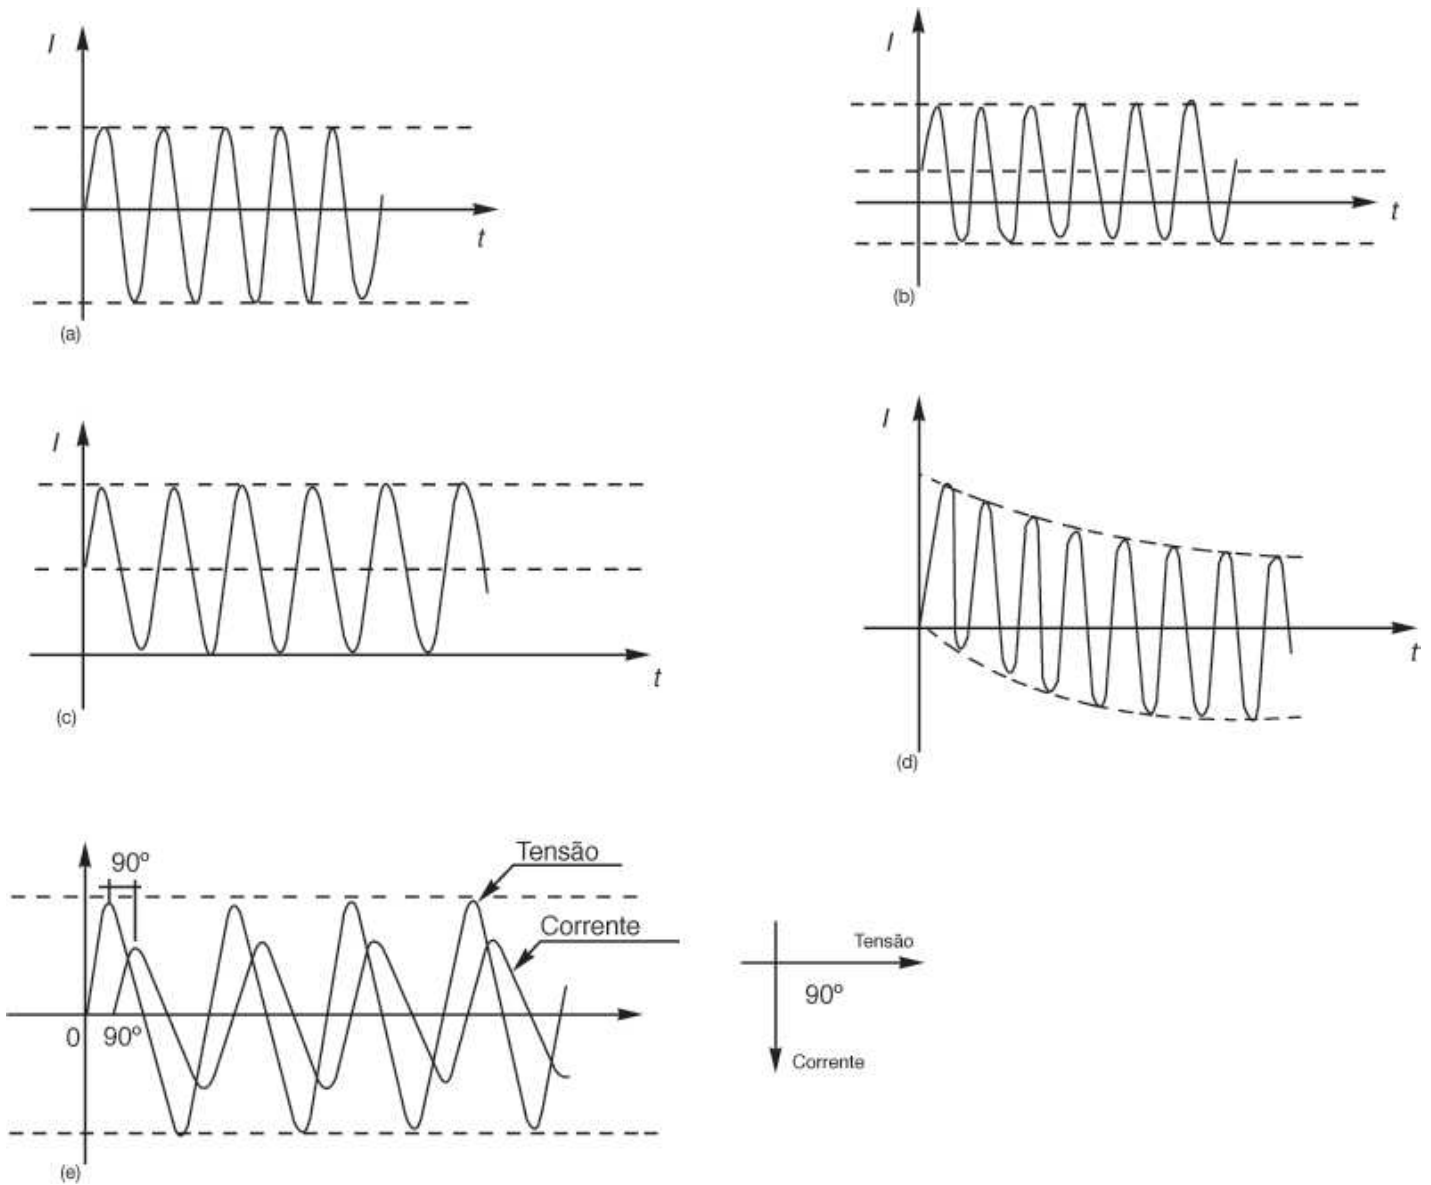 I
t
(a)
I
t
(b)
I
t
(c)
I
t
(d)
90º
Tensão
Corrente
0
90º
(e)
Tensão
90º
Corrente